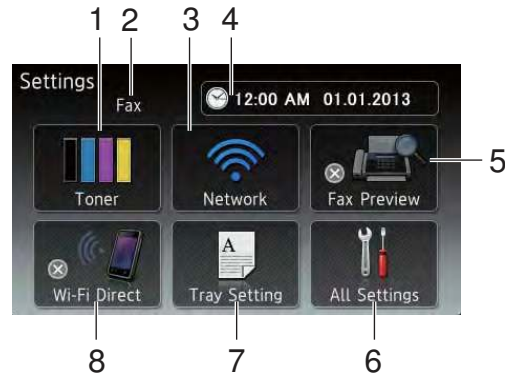 1 2 3 4
Settings
Fax
12:00 AM 01.01.2013
Toner Network Fax Preview
5
A
Wi-Fi Direct Tray Setting All Settings
8 7 6